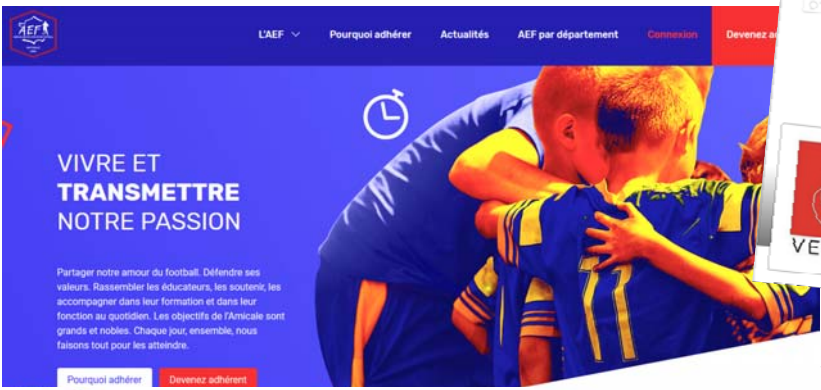 AEF
L'AEF
Pourquoi adhérer
Actualités
AEF par département
Connexion
Devenez
VIVRE ET
TRANSMETTRE
NOTRE PASSION
Partager notre amour du football. Défendre ses
valeurs. Rassembler les éducateurs, les soutenir, les
accompagner dans leur formation et dans leur
fonction au quotidien. Les objectifs de l'Amicale sont
grands et nobles. Chaque jour, ensemble, nous
faisons tout pour les atteindre.
Pourquoi adhérer
Devenez adhérent
11
VE